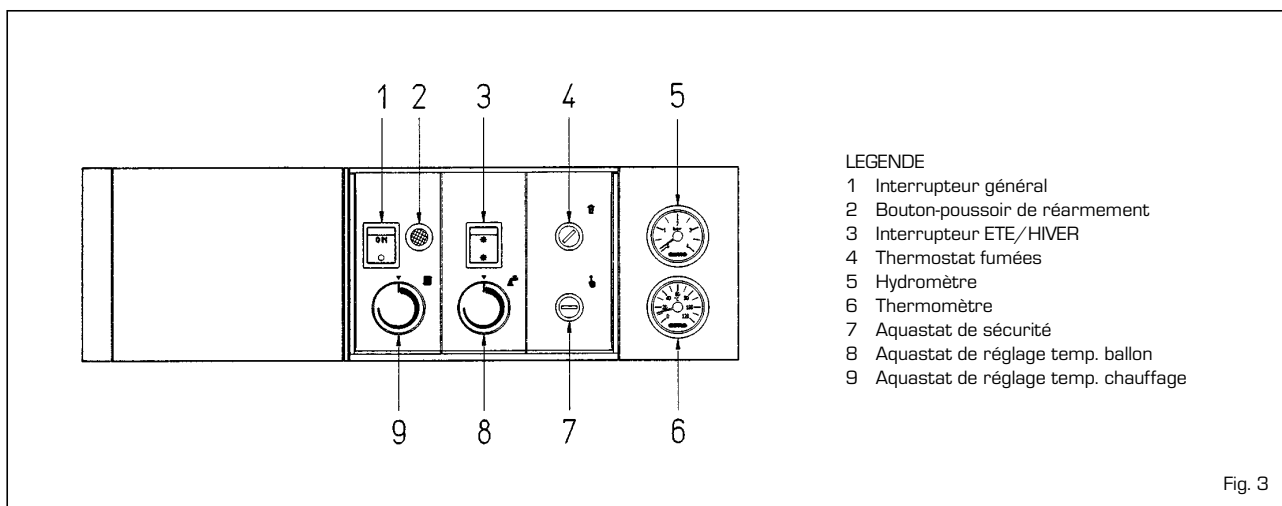 1 2 3 4 5
ON
9 8 7 6
LEGENDE
1 Interrupteur général
2 Bouton-poussoir de réarmement
3 Interrupteur ETE/HIVER
4 Thermostat fumées
5 Hydromètre
6 Thermomètre
7 Aquastat de sécurité
8 Aquastat de réglage temp. ballon
9 Aquastat de réglage temp. chauffage
Fig. 3